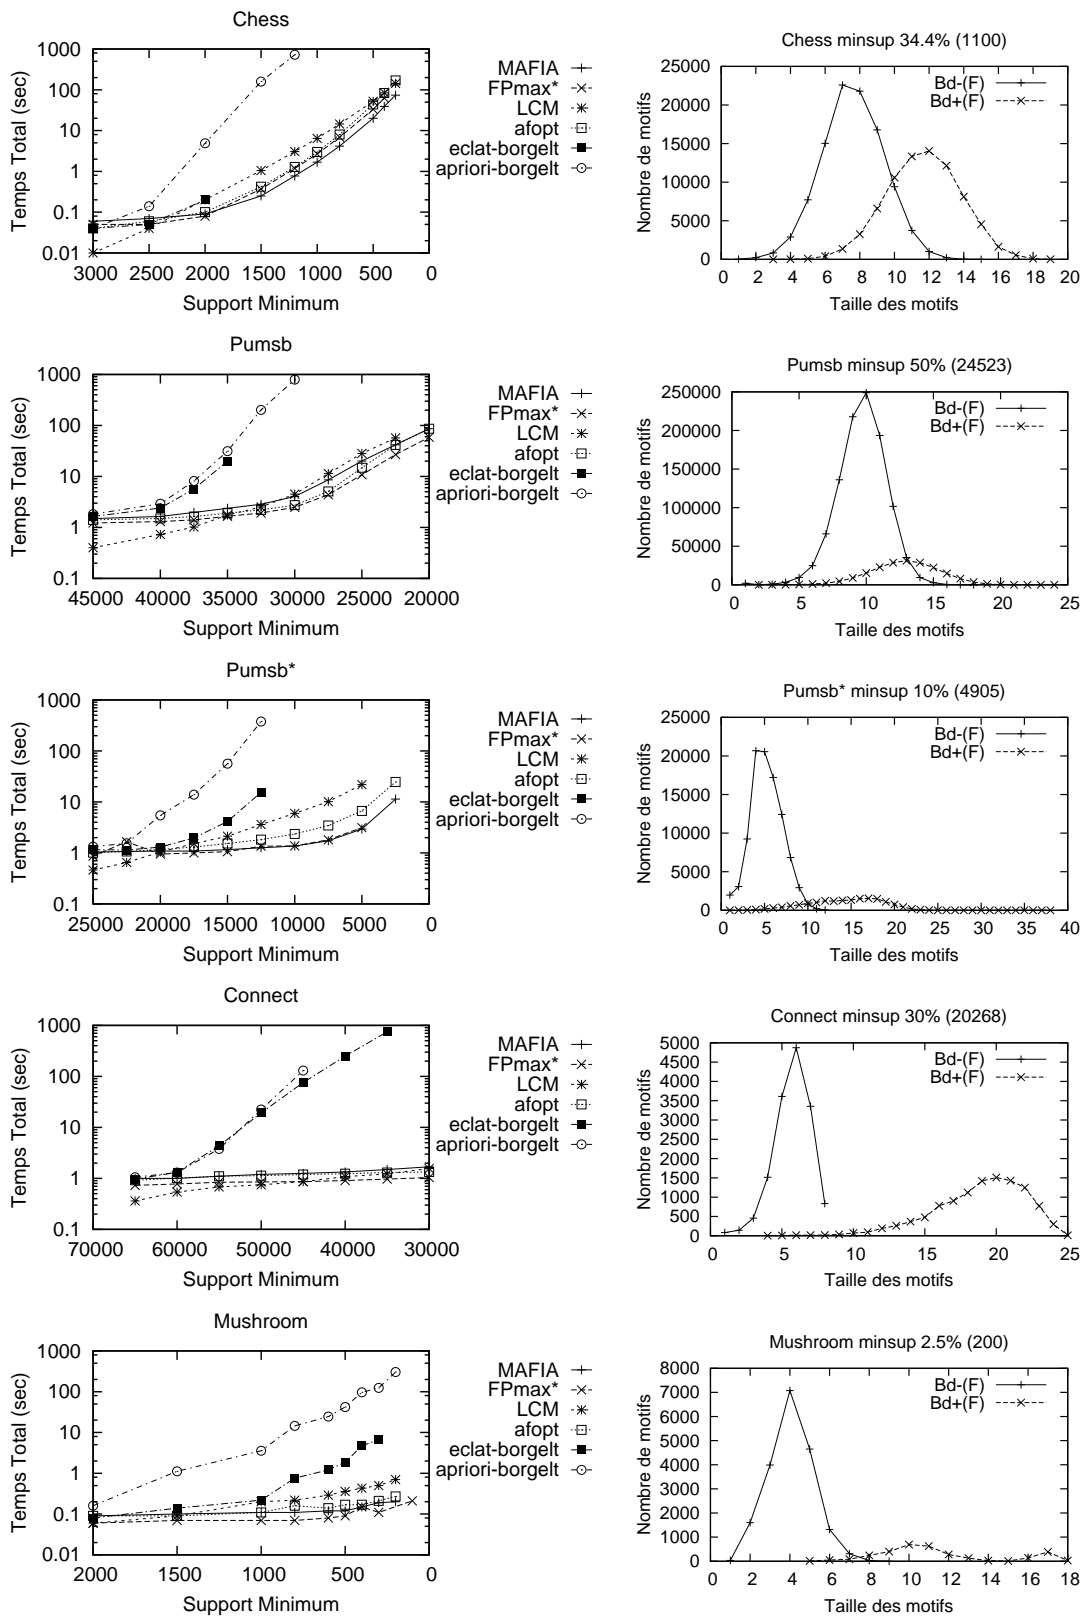 Chess
Temps Total (sec)
1000
100
10
1
0.1
0.01
3000 2500 2000 1500 1000 500 0
Support Minimum
MAFIA
FPmax*
LCM
afopt
eclat-borgelt
apriori-borgelt
Chess minsup 34.4% (1100)
Nombre de motifs
25000
20000
15000
10000
5000
0
0 2 4 6 8 10 12 14 16 18 20
Taille des motifs
Bd-(F)
Bd+(F)
Pumsb
Temps Total (sec)
1000
100
10
1
0.1
45000 40000 35000 30000 25000 20000
Support Minimum
MAFIA
FPmax*
LCM
afopt
eclat-borgelt
apriori-borgelt
Pumsb minsup 50% (24523)
Nombre de motifs
250000
200000
150000
100000
50000
0
0 5 10 15 20 25
Taille des motifs
Bd-(F)
Bd+(F)
Pumsb*
Temps Total (sec)
1000
100
10
1
0.1
25000 20000 15000 10000 5000 0
Support Minimum
MAFIA
FPmax*
LCM
afopt
eclat-borgelt
apriori-borgelt
Pumsb* minsup 10% (4905)
Nombre de motifs
25000
20000
15000
10000
5000
0
0 5 10 15 20 25 30 35 40
Taille des motifs
Bd-(F)
Bd+(F)
Connect
Temps Total (sec)
1000
100
10
1
0.1
70000 60000 50000 40000 30000
Support Minimum
MAFIA
FPmax*
LCM
afopt
eclat-borgelt
apriori-borgelt
Connect minsup 30% (20268)
Nombre de motifs
5000
4500
4000
3500
3000
2500
2000
1500
1000
500
0
0 5 10 15 20 25
Taille des motifs
Bd-(F)
Bd+(F)
Mushroom
Temps Total (sec)
1000
100
10
1
0.1
0.01
2000 1500 1000 500 0
Support Minimum
MAFIA
FPmax*
LCM
afopt
eclat-borgelt
apriori-borgelt
Mushroom minsup 2.5% (200)
Nombre de motifs
8000
7000
6000
5000
4000
3000
2000
1000
0
0 2 4 6 8 10 12 14 16 18
Taille des motifs
Bd-(F)
Bd+(F)